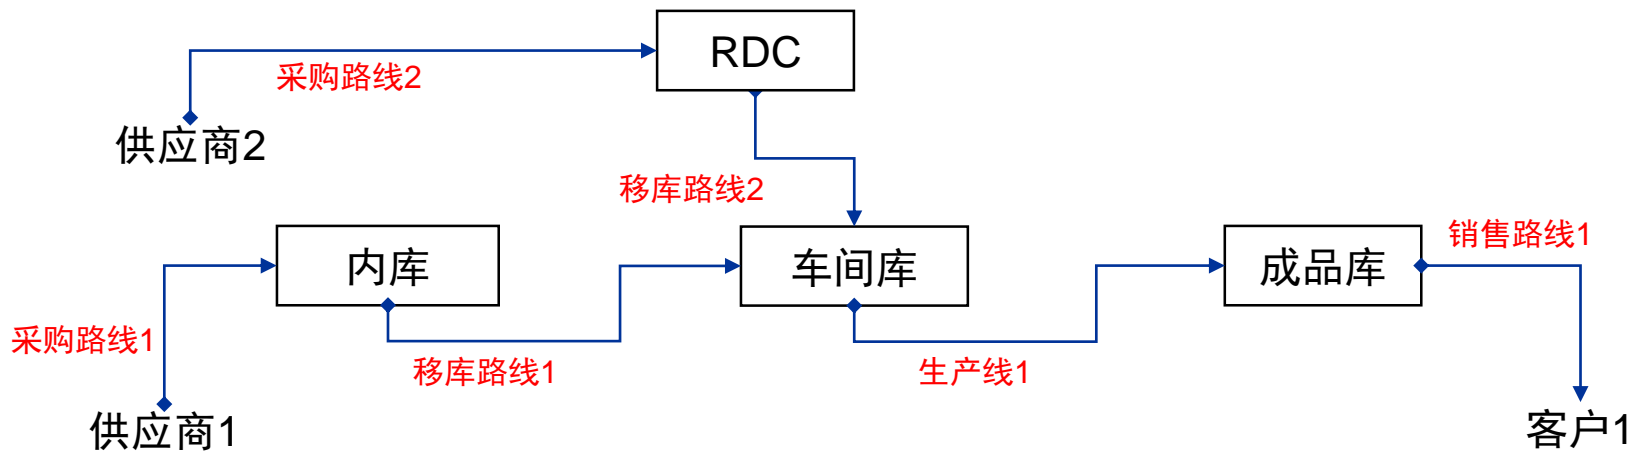 RDC
采购路线2
供应商2
移库路线2
内库
车间库
成品库
销售路线1
采购路线1
移库路线1
生产线1
供应商1
客户1